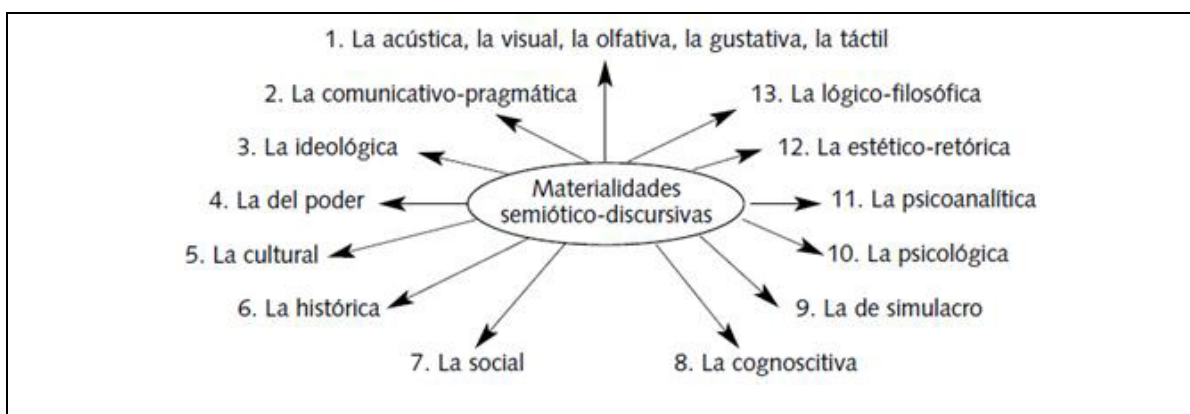 1. La acústica, la visual, la olfativa, la gustativa, la táctil
2. La comunicativo-pragmática
3. La ideológica
4. La del poder
5. La cultural
6. La histórica
7. La social
8. La cognoscitiva
9. La de simulacro
10. La psicológica
11. La psicoanalítica
12. La estético-retórica
13. La lógico-filosófica
Materialidades
semiótico-discursivas